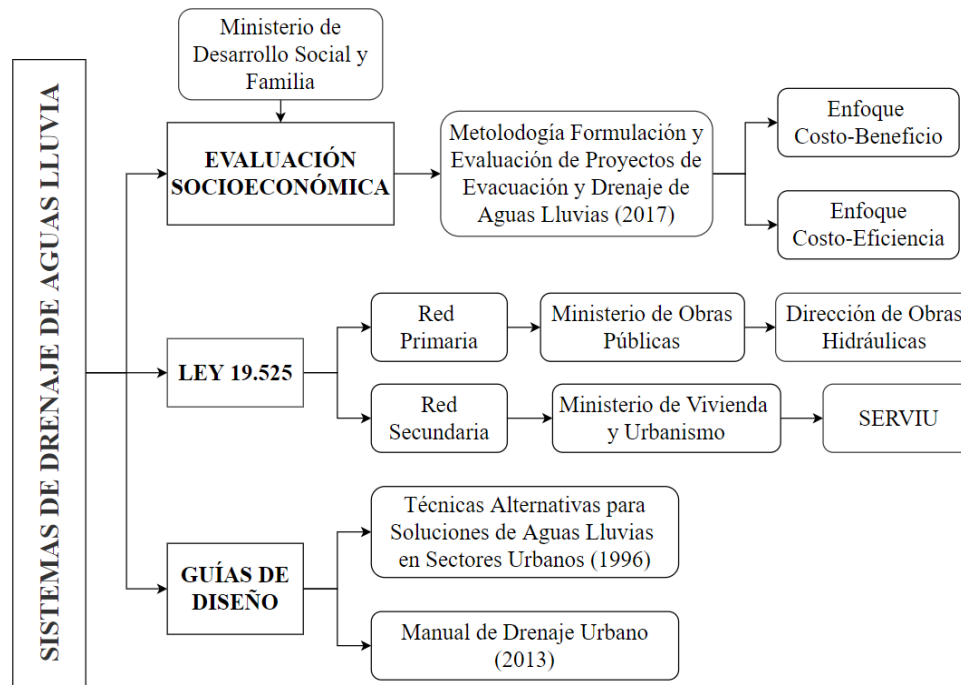 SISTEMAS DE DRENAJE DE AGUAS LLUVIA
Ministerio de
Desarrollo Social y
Familia
EVALUACIÓN
SOCIOECONÓMICA
Metolodogía Formulación y
Evaluación de Proyectos de
Evacuación y Drenaje de
Aguas Lluvias (2017)
Enfoque
Costo-Beneficio
Enfoque
Costo-Eficiencia
LEY 19.525
Red
Primaria
Ministerio de Obras
Públicas
Dirección de Obras
Hidráulicas
Red
Secundaria
Ministerio de Vivienda
y Urbanismo
SERVIU
GUÍAS DE
DISEÑO
Técnicas Alternativas para
Soluciones de Aguas Lluvias
en Sectores Urbanos (1996)
Manual de Drenaje Urbano
(2013)